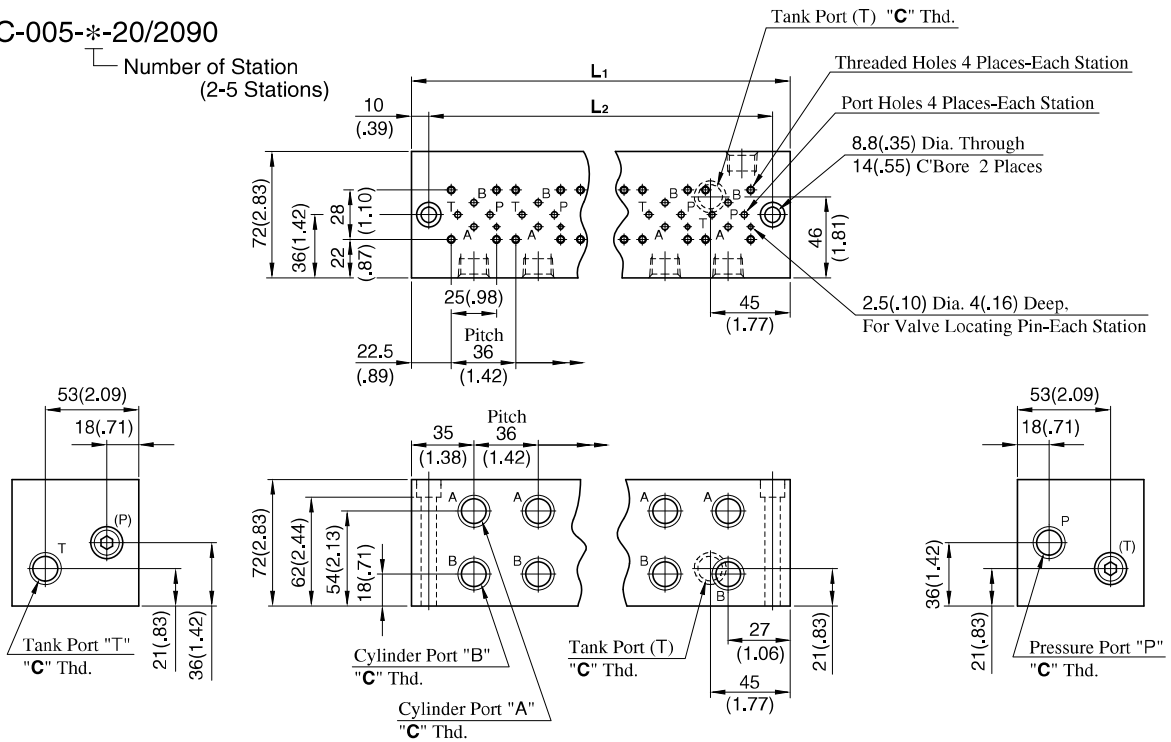 C-005-*-20/2090
Number of Station
(2-5 Stations)
Tank Port (T) "C" Thd.
Threaded Holes 4 Places-Each Station
Port Holes 4 Places-Each Station
8.8(.35) Dia. Through
14(.55) C'Bore 2 Places
2.5(.10) Dia. 4(.16) Deep,
For Valve Locating Pin-Each Station
L1
L2
10
(.39)
72(2.83)
36(1.42)
28
(1.10)
22
(.87)
T B P A
T B P A
T B P A
T B P A
46
(1.81)
45
(1.77)
25(.98)
Pitch
36
(1.42)
22.5
(.89)
53(2.09)
18(.71)
(P)
T
21(.83)
36(1.42)
Tank Port "T"
"C" Thd.
35
(1.38)
Pitch
36
(1.42)
72(2.83)
62(2.44)
54(2.13)
18(.71)
A A A A
B B B B
27
(1.06)
45
(1.77)
21(.83)
Cylinder Port "B"
"C" Thd.
Cylinder Port "A"
"C" Thd.
Tank Port (T)
"C" Thd.
53(2.09)
18(.71)
P
(T)
36(1.42)
21(.83)
Pressure Port "P"
"C" Thd.